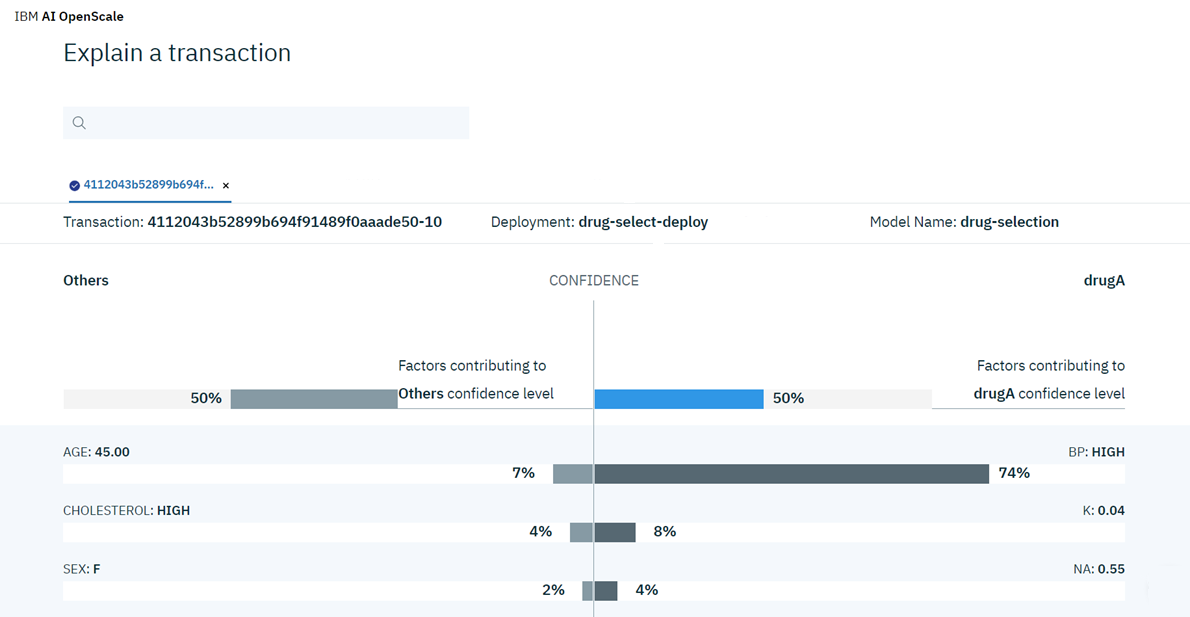 IBM AI OpenScale
Explain a transaction
4112043b52899b694f... ×
Transaction: 4112043b52899b694f91489f0aaade50-10 Deployment: drug-select-deploy Model Name: drug-selection
Others CONFIDENCE drugA
Factors contributing to
Others confidence level
Factors contributing to
drugA confidence level
50% 50%
AGE: 45.00 BP: HIGH
7% 74%
CHOLESTEROL: HIGH K: 0.04
4% 8%
SEX: F NA: 0.55
2% 4%